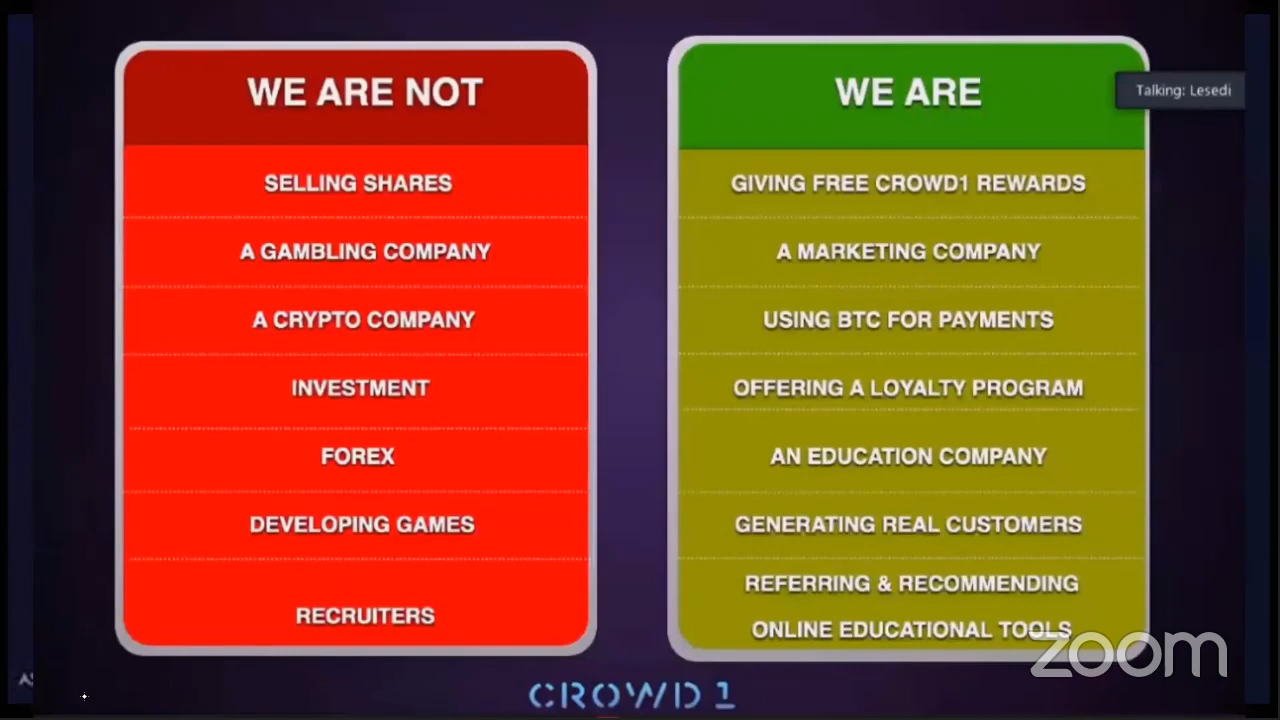 WE ARE NOT
SELLING SHARES
A GAMBLING COMPANY
A CRYPTO COMPANY
INVESTMENT
FOREX
DEVELOPING GAMES
RECRUITERS
WE ARE
Talking: Lesedi
GIVING FREE CROWD1 REWARDS
A MARKETING COMPANY
USING BTC FOR PAYMENTS
OFFERING A LOYALTY PROGRAM
AN EDUCATION COMPANY
GENERATING REAL CUSTOMERS
REFERRING & RECOMMENDING
ONLINE EDUCATIONAL TOOLS
zoom
CROWD 1